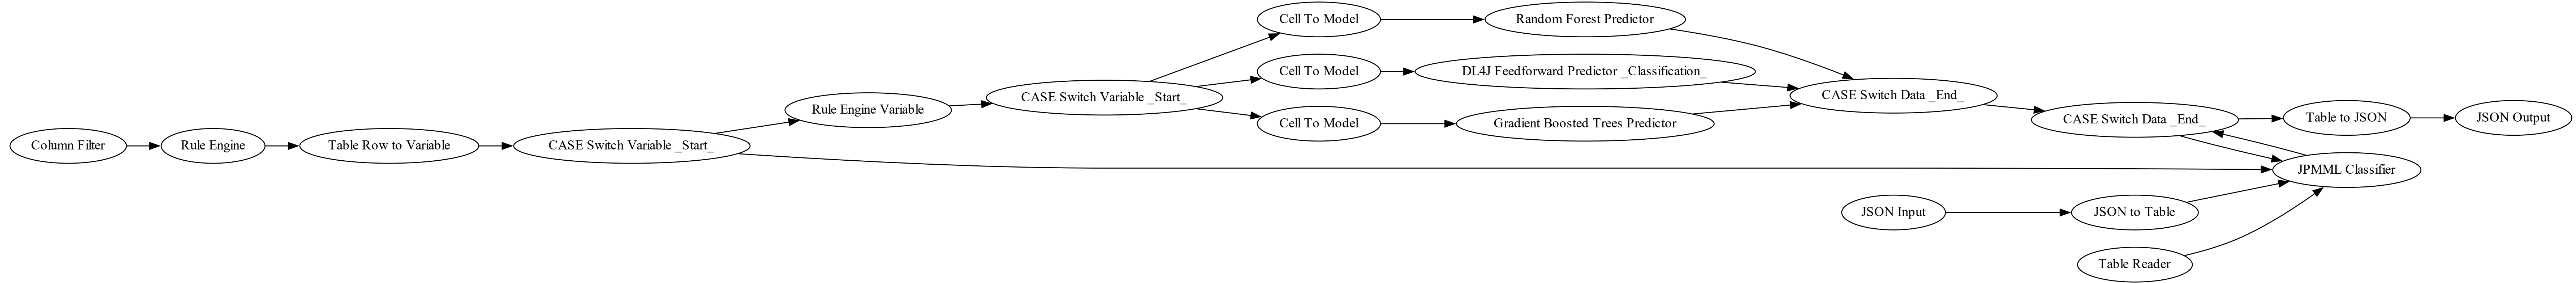 Column Filter
Rule Engine
Table Row to Variable
CASE Switch Variable _Start_
Rule Engine Variable
CASE Switch Variable _Start_
Cell To Model
Random Forest Predictor
Cell To Model
DL4J Feedforward Predictor _Classification_
Cell To Model
Gradient Boosted Trees Predictor
CASE Switch Data _End_
CASE Switch Data _End_
Table to JSON
JSON Output
JPMML Classifier
JSON Input
JSON to Table
Table Reader